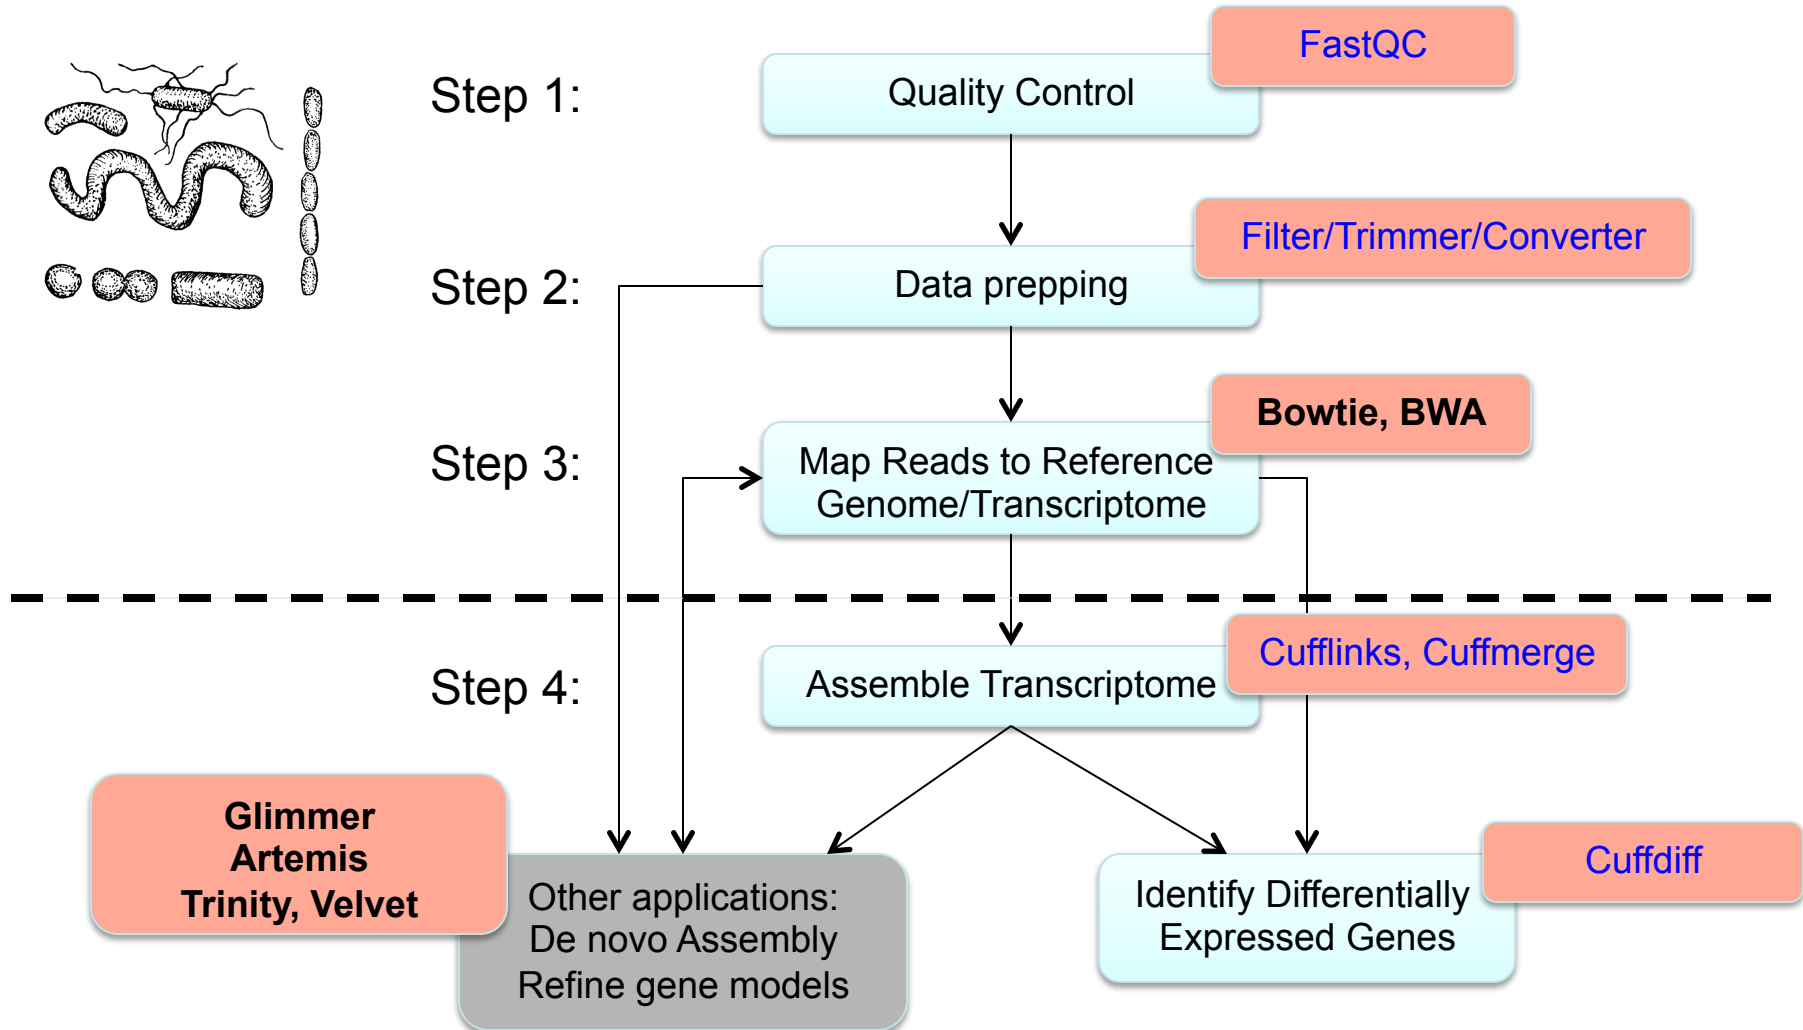 FastQC
Step 1:
Quality Control
Filter/Trimmer/Converter
Step 2:
Data prepping
Bowtie, BWA
Step 3:
Map Reads to Reference
Genome/Transcriptome
Cufflinks, Cuffmerge
Step 4:
Assemble Transcriptome
Glimmer
Artemis
Trinity, Velvet
Other applications:
De novo Assembly
Refine gene models
Cuffdiff
Identify Differentially
Expressed Genes